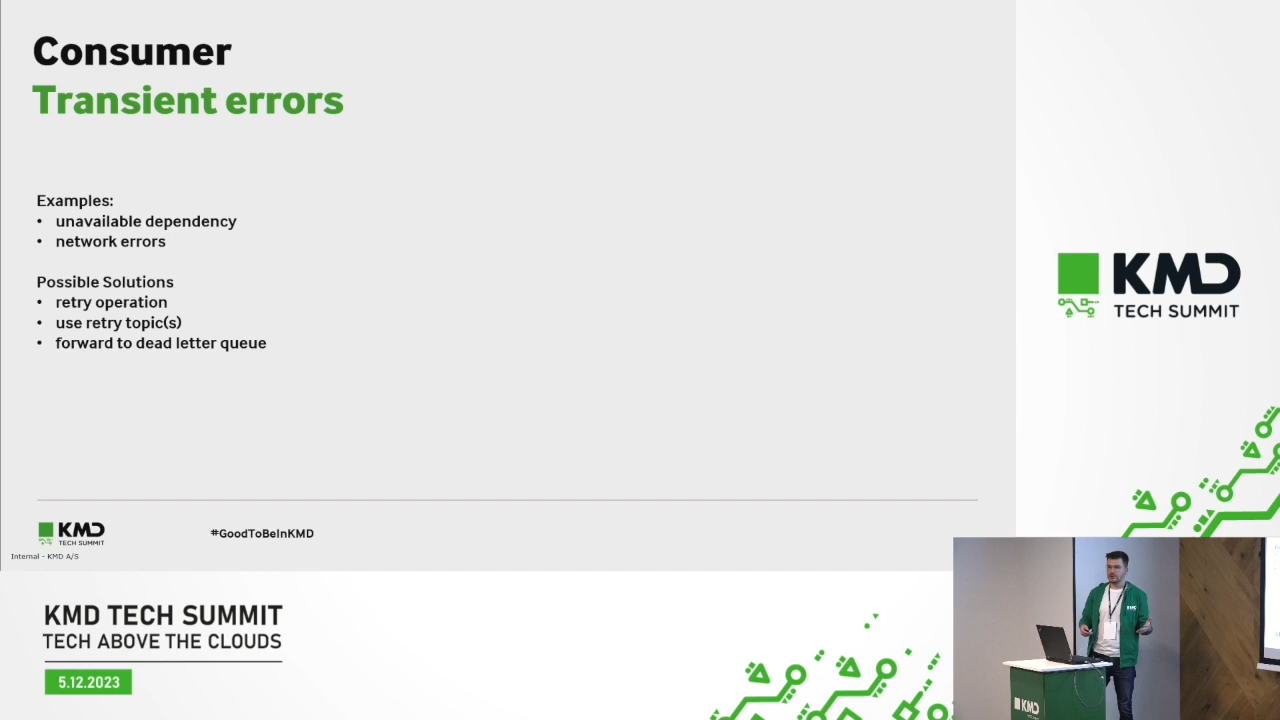 Consumer
Transient errors
Examples:
• unavailable dependency
• network errors
Possible Solutions
• retry operation
• use retry topic(s)
• forward to dead letter queue
KMD
TECH SUMMIT
KMD
TECH SUMMIT
#GoodToBeInKMD
Internal - KMD A/S
KMD TECH SUMMIT
TECH ABOVE THE CLOUDS
5.12.2023
KMD